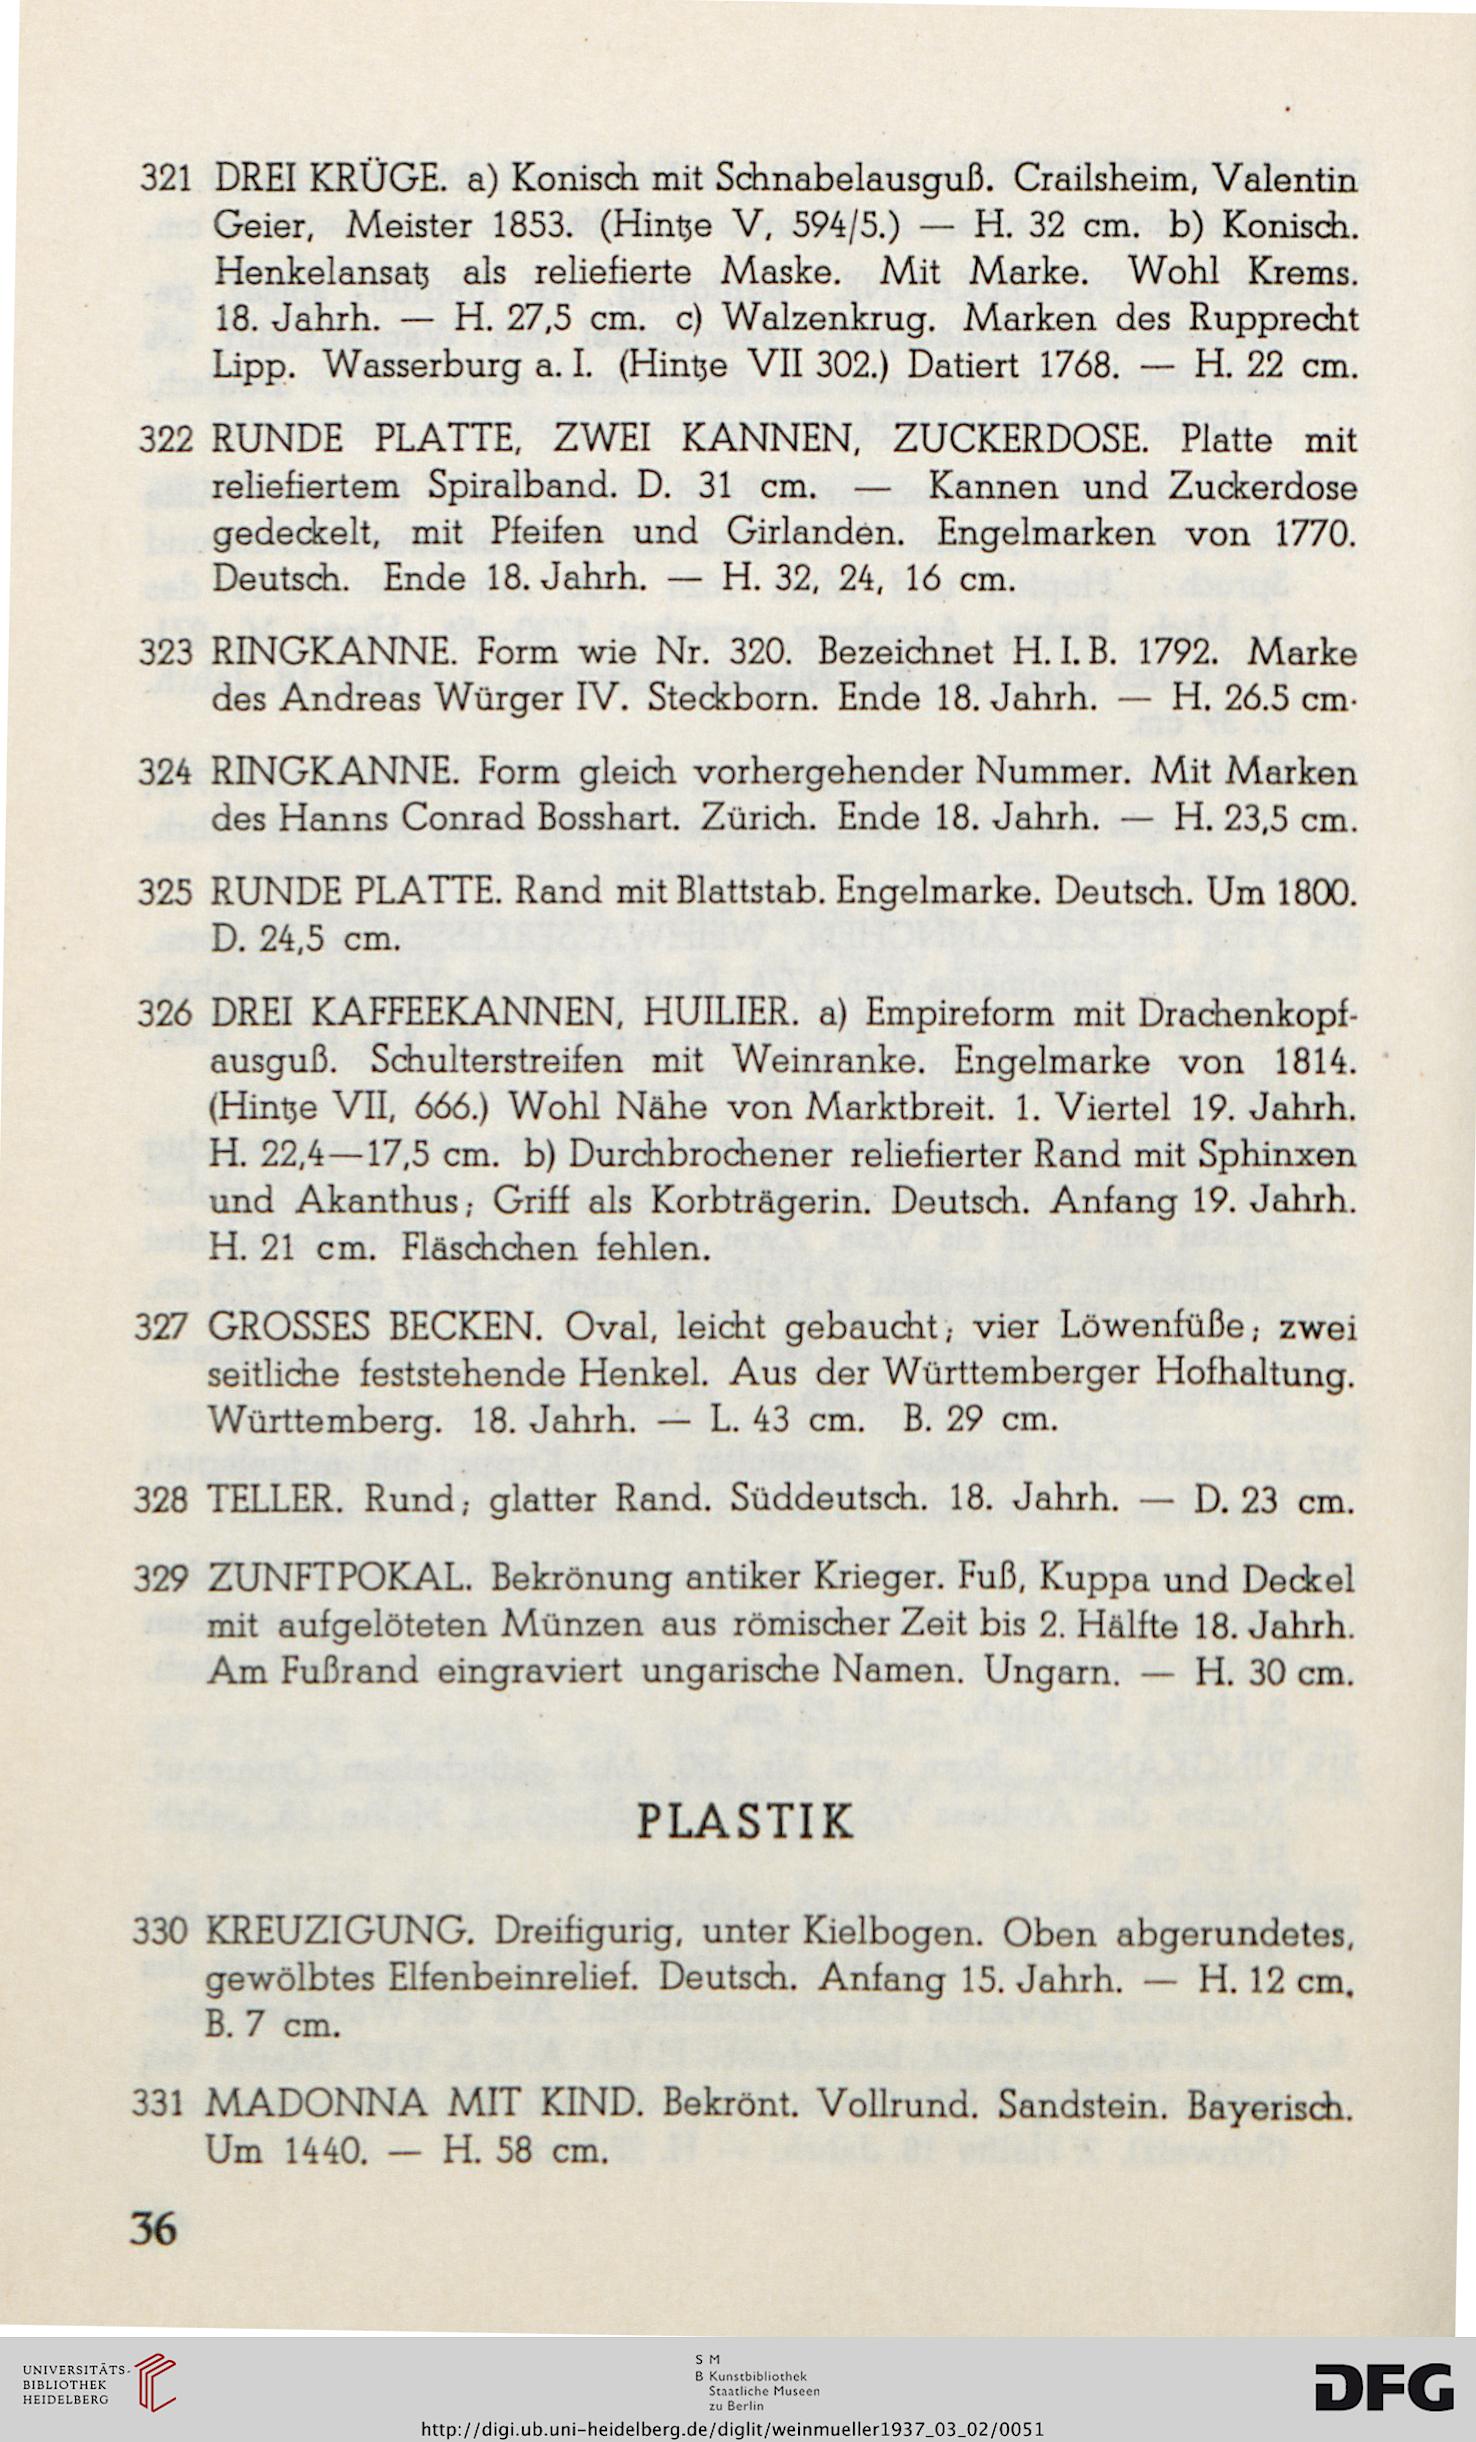 321 DREI KRÜGE. a) Konisch mit Schnabelausguß. Crailsheim, Valentin
Geier, Meister 1853. (Hintze V, 594/5.) — H. 32 cm. b) Konisch.
Henkelansatz als reliefierte Maske. Mit Marke. Wohl Krems.
18. Jahrh. — H. 27,5 cm. c) Walzenkrug. Marken des Rupprecht
Lipp. Wasserburg a. I. (Hintze VII 302.) Datiert 1768. — H. 22 cm.
322 RUNDE PLATTE, ZWEI KANNEN, ZUCKERDOSE. Platte mit
reliefiertem Spiralband. D. 31 cm. — Kannen und Zuckerdose
gedeckelt, mit Pfeifen und Girlanden. Engelmarken von 1770.
Deutsch. Ende 18. Jahrh. — H. 32, 24, 16 cm.
323 RINGKANNE. Form wie Nr. 320. Bezeichnet H. I. B. 1792. Marke
des Andreas Würger IV. Steckborn. Ende 18. Jahrh. — H. 26.5 cm·
324 RINGKANNE. Form gleich vorhergehender Nummer. Mit Marken
des Hanns Conrad Bosshart. Zürich. Ende 18. Jahrh. — H. 23,5 cm.
325 RUNDE PLATTE. Rand mit Blattstab. Engelmarke. Deutsch. Um 1800.
D. 24,5 cm.
326 DREI KAFFEEKANNEN, HUILIER. a) Empireform mit Drachenkopf-
ausguß. Schulterstreifen mit Weinranke. Engelmarke von 1814.
(Hintze VII, 666.) Wohl Nähe von Marktbreit. 1. Viertel 19. Jahrh.
H. 22,4—17,5 cm. b) Durchbrochener reliefierter Rand mit Sphinxen
und Akanthus; Griff als Korbträgerin. Deutsch. Anfang 19. Jahrh.
H. 21 cm. Fläschchen fehlen.
327 GROSSES BECKEN. Oval, leicht gebaucht; vier Löwenfüße; zwei
seitliche feststehende Henkel. Aus der Württemberger Hofhaltung.
Württemberg. 18. Jahrh. — L. 43 cm. B. 29 cm.
328 TELLER. Rund; glatter Rand. Süddeutsch. 18. Jahrh. — D. 23 cm.
329 ZUNFTPOKAL. Bekrönung antiker Krieger. Fuß, Kuppa und Deckel
mit aufgelöteten Münzen aus römischer Zeit bis 2. Hälfte 18. Jahrh.
Am Fußrand eingraviert ungarische Namen. Ungarn. — H. 30 cm.
PLASTIK
330 KREUZIGUNG. Dreifigurig, unter Kielbogen. Oben abgerundetes,
gewölbtes Elfenbeinrelief. Deutsch. Anfang 15. Jahrh. — H. 12 cm,
B. 7 cm.
331 MADONNA MIT KIND. Bekrönt. Vollrund. Sandstein. Bayerisch.
Um 1440. — H. 58 cm.
36
UNIVERSITÄTS-
BIBLIOTHEK
HEIDELBERG
S M
B Kunstbibliothek
Staatliche Museen
zu Berlin
http://digi.ub.uni-heidelberg.de/diglit/weinmueller1937_03_02/0051
DFG